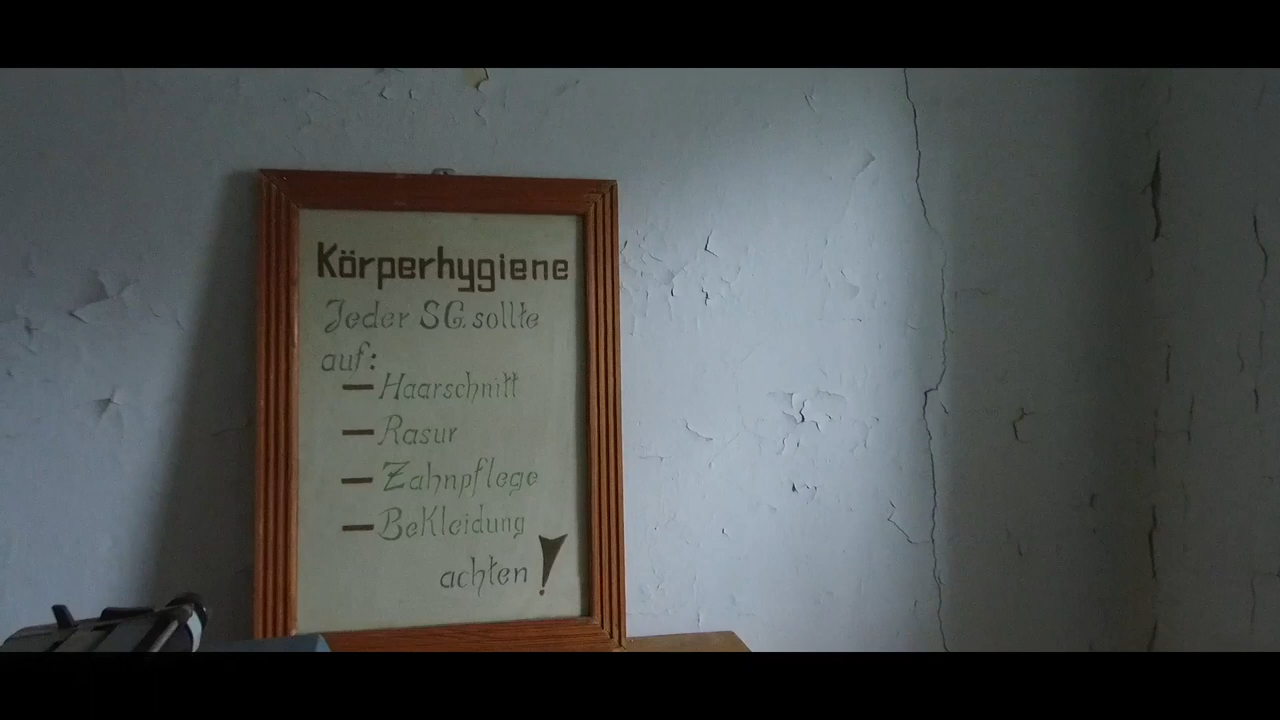 Körperhygiene
Jeder SG. sollte
auf:
— Haarschnitt
— Rasur
— Zahnpflege
— Bekleidung
achten!